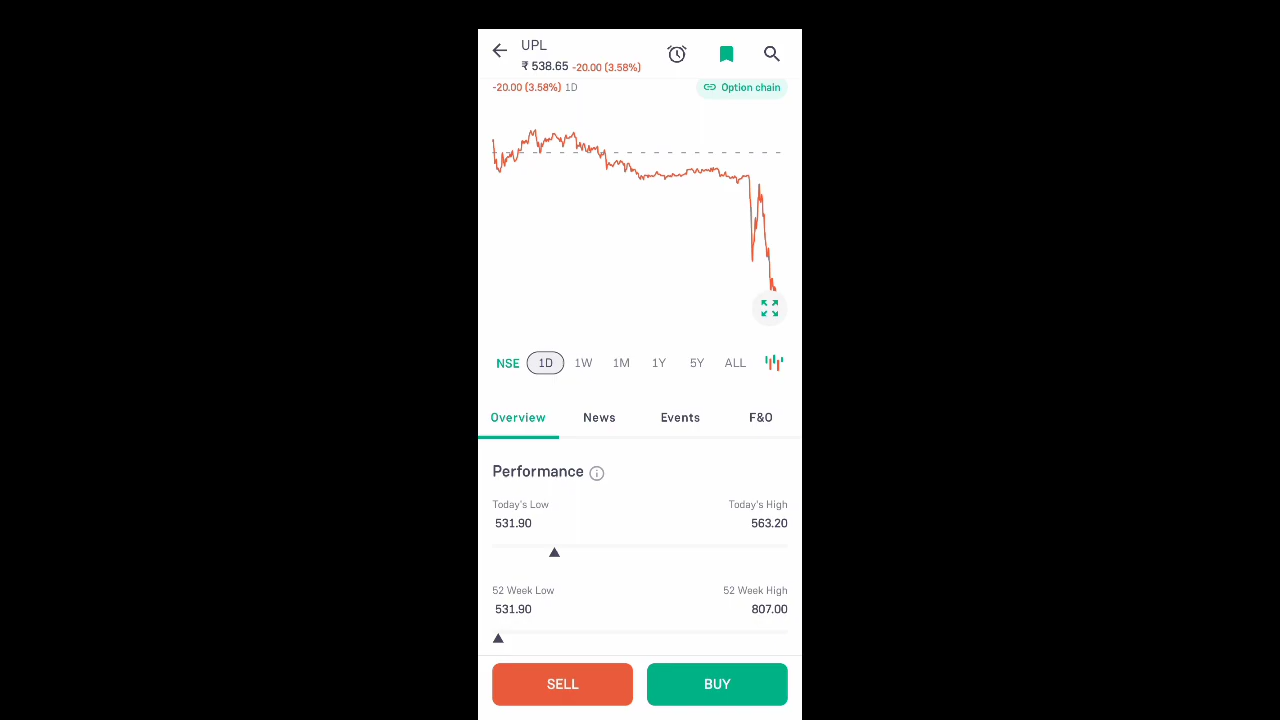 UPL
₹ 538.65 -20.00 (3.58%)
-20.00 (3.58%) 1D
Option chain
NSE 1D 1W 1M 1Y 5Y ALL
Overview News Events F&O
Performance
Today's Low Today's High
531.90 563.20
52 Week Low 52 Week High
531.90 807.00
SELL BUY